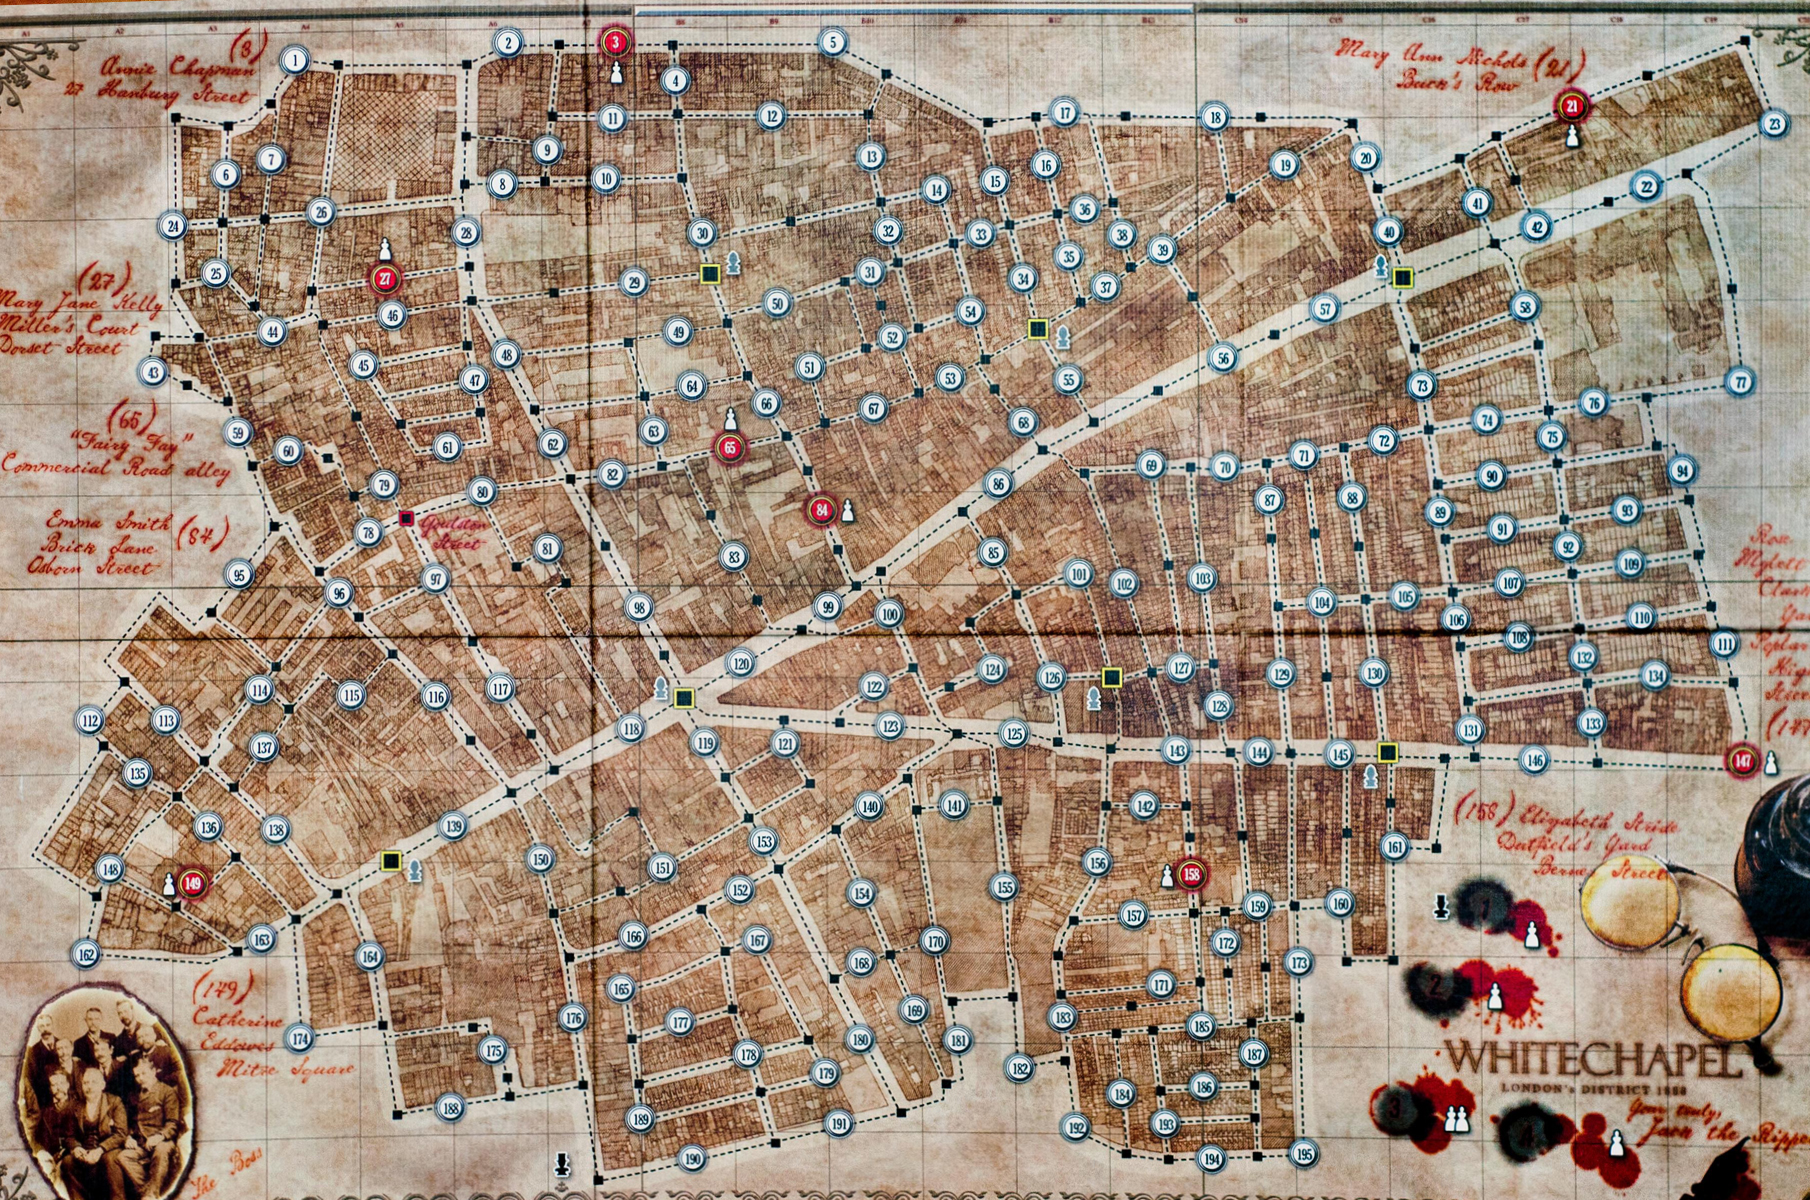 (3)
Annie Chapman
27 Hanbury Street
Mary Ann Nichols (21)
Buck's Row
(27)
Mary Jane Kelly
Miller's Court
Dorset Street
(65)
"Fairy Fay"
Commercial Road alley
Emma Smith (84)
Brick Lane
Osborn Street
Goulston
Street
Rose
Mylett
(149)
Catherine
Eddowes
Mitre Square
(158) Elizabeth Stride
Dutfield's Yard
Berner Street
WHITECHAPEL
LONDON'S DISTRICT 1888
Yours truly,
Jack the Rippe
The Boss
1 2 3 4 5
6 7 8 9 10 11 12 13 14 15 16 17 18 19 20 21 22 23
24 25 26 27 28 29 30 31 32 33 34 35 36 37 38 39 40 41 42
43 44 45 46 47 48 49 50 51 52 53 54 55 56 57 58
59 60 61 62 63 64 65 66 67 68 69 70 71 72 73 74 75 76 77
78 79 80 81 82 83 84 85 86 87 88 89 90 91 92 93 94
95 96 97 98 99 100 101 102 103 104 105 106 107 108 109 110 111
112 113 114 115 116 117 118 119 120 121 122 123 124 125 126 127 128 129 130 131 132 133 134
135 136 137 138 139 140 141 142 143 144 145 146 147
148 149 150 151 152 153 154 155 156 157 158 159 160 161
162 163 164 165 166 167 168 169 170 171 172 173
174 175 176 177 178 179 180 181 182 183 184 185 186 187
188 189 190 191 192 193 194 195
1
2
3
4